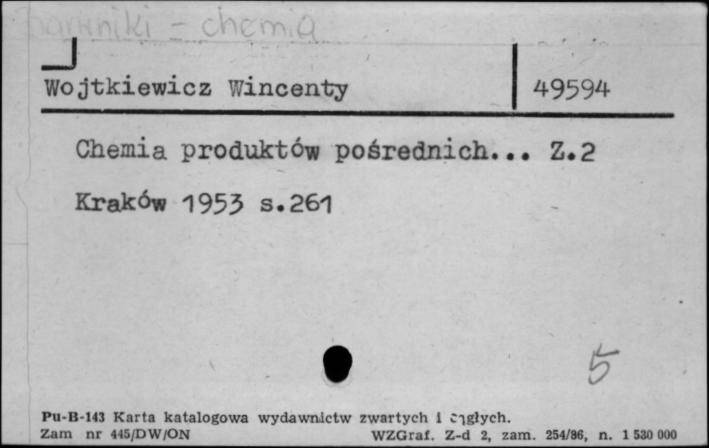 barwniki - chemia
Wojtkiewicz Wincenty 49594
Chemia produktów pośrednich... Z.2
Kraków 1953 s.261
5
Pu-B-143 Karta katalogowa wydawnictw zwartych i ciągłych.
Zam nr 445/DW/ON WZGraf. Z-d 2, zam. 254/86, n. 1 530 000